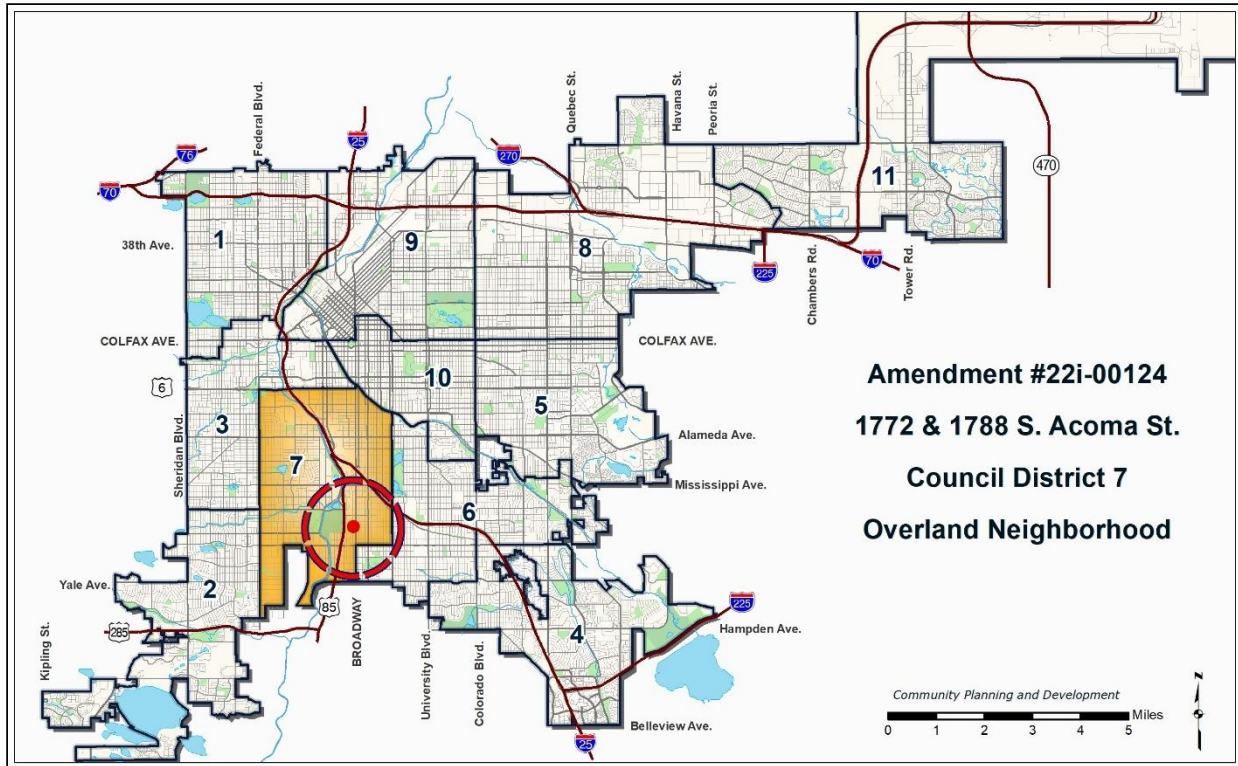 Federal Blvd.
25
76
70
270
Quebec St.
Havana St.
Peoria St.
470
11
1
9
8
38th Ave.
225
70
Chambers Rd.
Tower Rd.
COLFAX AVE.
COLFAX AVE.
6
10
5
3
Sheridan Blvd.
Alameda Ave.
7
Mississippi Ave.
6
Yale Ave.
2
85
285
BROADWAY
University Blvd.
Colorado Blvd.
4
225
Hampden Ave.
Kipling St.
Belleview Ave.
25
Amendment #22i-00124
1772 & 1788 S. Acoma St.
Council District 7
Overland Neighborhood
Community Planning and Development
Miles
0 1 2 3 4 5
N